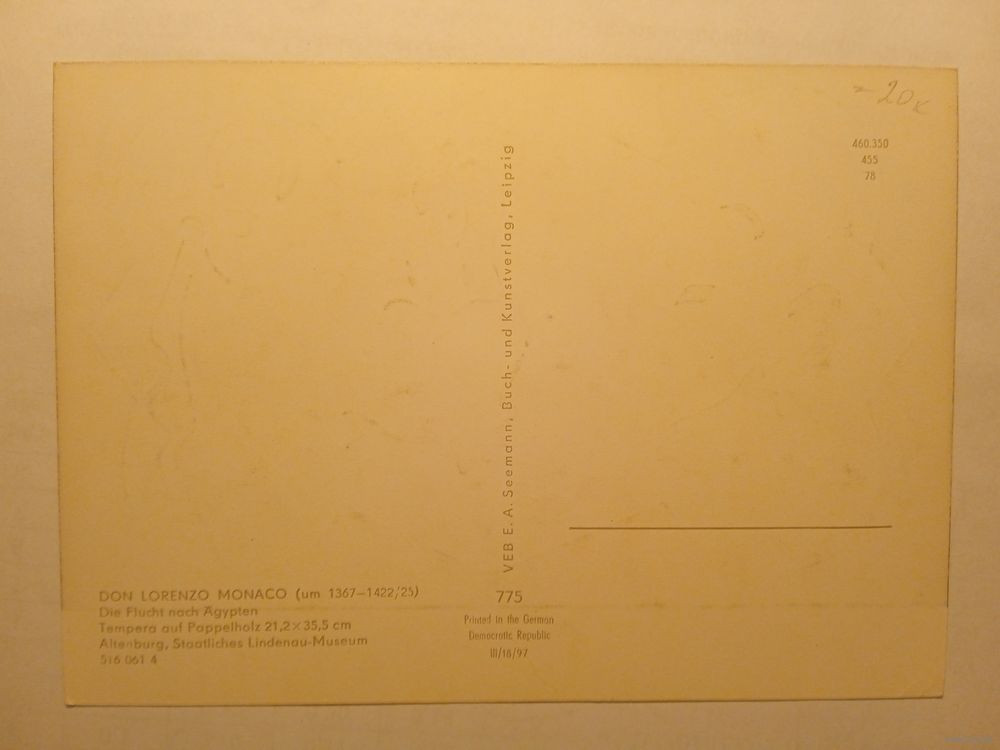 -20K
460.350
455
78
VEB E. A. Seemann, Buch- und Kunstverlag, Leipzig
DON LORENZO MONACO (um 1367–1422/25)
Die Flucht nach Ägypten
Tempera auf Pappelholz 21,2×35,5 cm
Altenburg, Staatliches Lindenau-Museum
516 061 4
775
Printed in the German
Democratic Republic
III/18/97